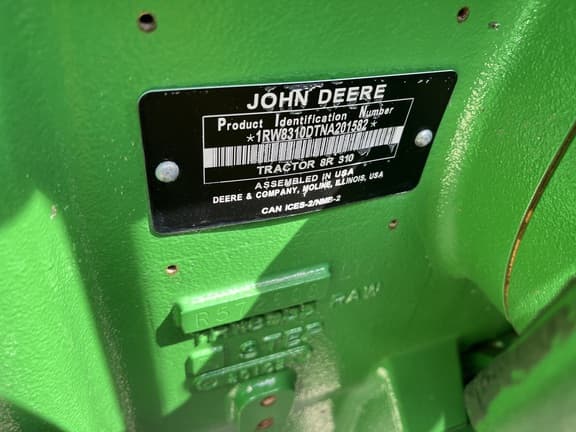 JOHN DEERE
Product Identification Number
*1RW8310DTNA201582*
TRACTOR 8R 310
ASSEMBLED IN USA
DEERE & COMPANY, MOLINE, ILLINOIS, USA
CAN ICES-2/NMB-2
RAW